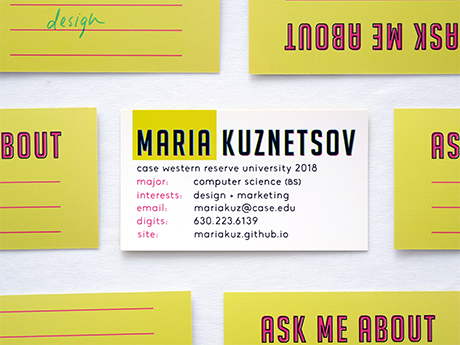 design
ASK ME ABOUT
BOUT
MARIA KUZNETSOV
case western reserve university 2018
major: computer science (BS)
interests: design + marketing
email: mariakuz@case.edu
digits: 630.223.6139
site: mariakuz.github.io
AS
ASK ME ABOUT